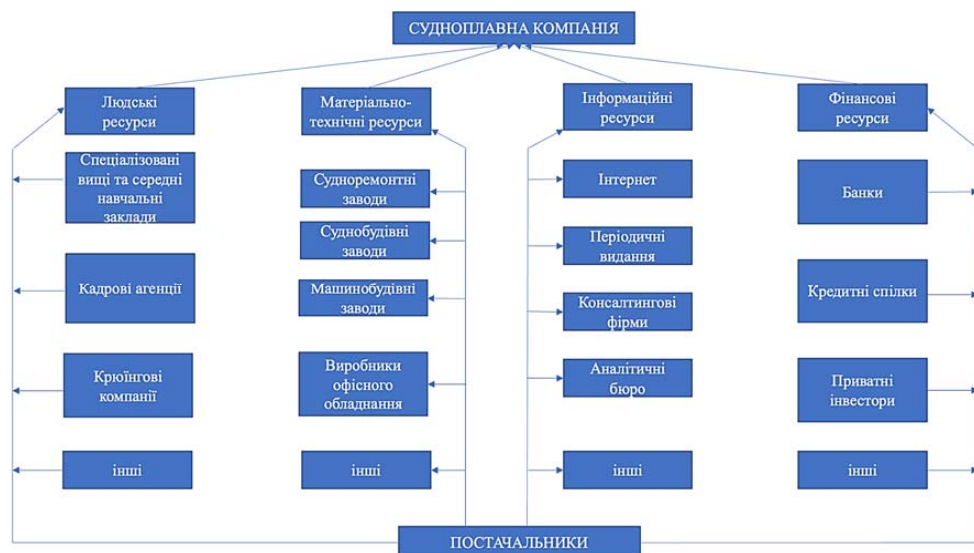 СУДНОПЛАВНА КОМПАНІЯ
Людські
ресурси
Матеріально-
технічні ресурси
Інформаційні
ресурси
Фінансові
ресурси
Спеціалізовані
вищі та середні
навчальні
заклади
Судноремонтні
заводи
Інтернет
Банки
Суднобудівні
заводи
Періодичні
видання
Кадрові агенції
Машинобудівні
заводи
Консалтингові
фірми
Кредитні спілки
Крюїнгові
компанії
Виробники
офісного
обладнання
Аналітичні
бюро
Приватні
інвестори
інші
інші
інші
інші
ПОСТАЧАЛЬНИКИ